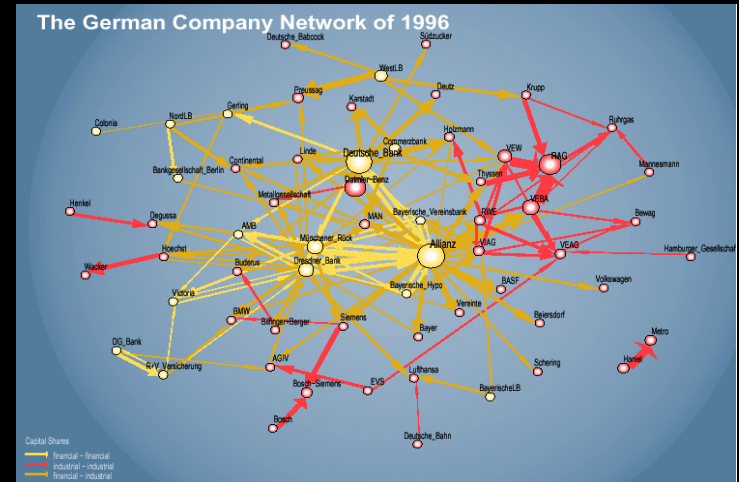 The German Company Network of 1996
Deutsche_Babcock
Südzucker
WestLB
Preussag
Deutz
Krupp
Karstadt
Gerling
NordLB
Colonia
Ruhrgas
Holzmann
Commerzbank
VEW
RAG
Linde
Deutsche_Bank
Continental
Bankgesellschaft_Berlin
Thyssen
Mannesmann
Daimler-Benz
Metallgesellschaft
VEBA
Henkel
Degussa
MAN
Bayerische_Vereinsbank
RWE
Bewag
AMB
Münchener_Rück
Allianz
VIAG
VEAG
Hamburger_Gesellschaf
Hoechst
Wacker
Buderus
Dresdner_Bank
Victoria
Bayerische_Hypo
BASF
Volkswagen
BMW
Bilfinger+Berger
Siemens
Vereinte
Beiersdorf
Bayer
DG_Bank
R+V_Versicherung
AGIV
Metro
Haniel
Schering
Lufthansa
Bosch-Siemens
EVS
BayerischeLB
Bosch
Deutsche_Bahn
Capital Shares
financial - financial
industrial - industrial
financial - industrial